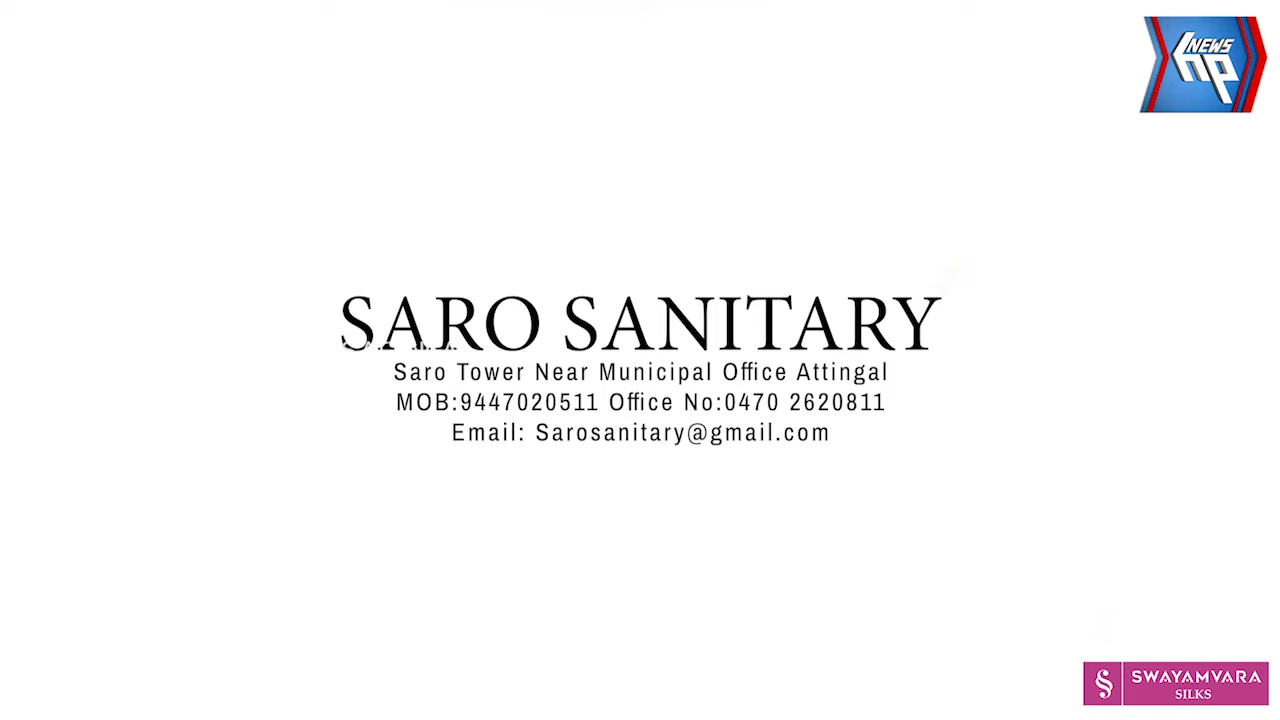 NEWS
hp
SARO SANITARY
Saro Tower Near Municipal Office Attingal
MOB:9447020511 Office No:0470 2620811
Email: Sarosanitary@gmail.com
SWAYAMVARA
SILKS